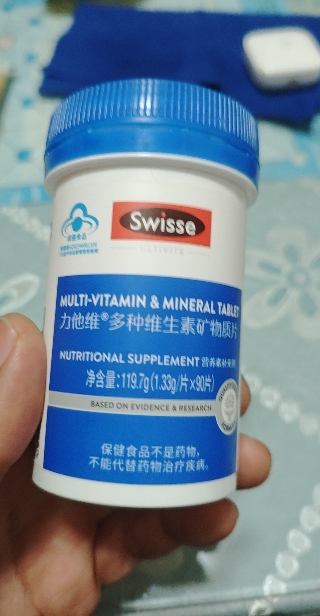 Swisse
MULTI-VITAMIN & MINERAL TABLET
力他维®多种维生素矿物质片
NUTRITIONAL SUPPLEMENT 营养素补充剂
净含量:119.7g(1.33g/片×90片)
BASED ON EVIDENCE & RESEARCH
保健食品不是药物,
不能代替药物治疗疾病。